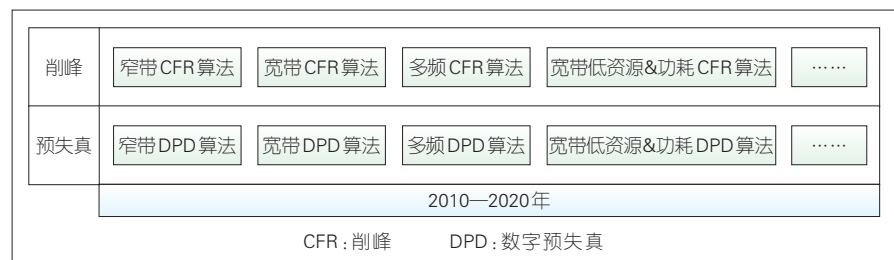 削峰 窄带CFR算法 宽带CFR算法 多频CFR算法 宽带低资源&功耗CFR算法 ……
预失真 窄带DPD算法 宽带DPD算法 多频DPD算法 宽带低资源&功耗DPD算法 ……
2010—2020年
CFR:削峰 DPD:数字预失真